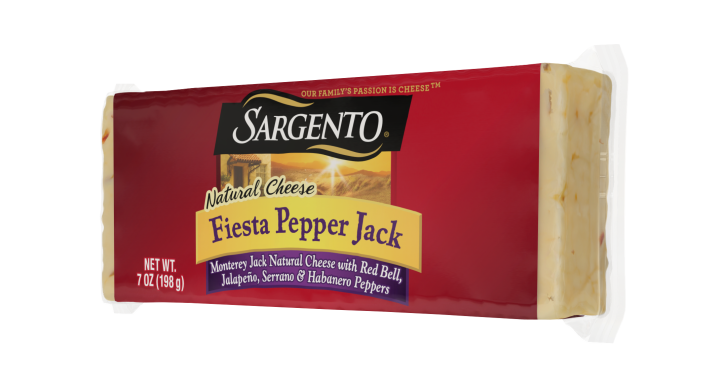 OUR FAMILY'S PASSION IS CHEESE™
SARGENTO®
Natural Cheese
Fiesta Pepper Jack
Monterey Jack Natural Cheese with Red Bell,
Jalapeño, Serrano & Habanero Peppers
NET WT.
7 OZ (198 g)